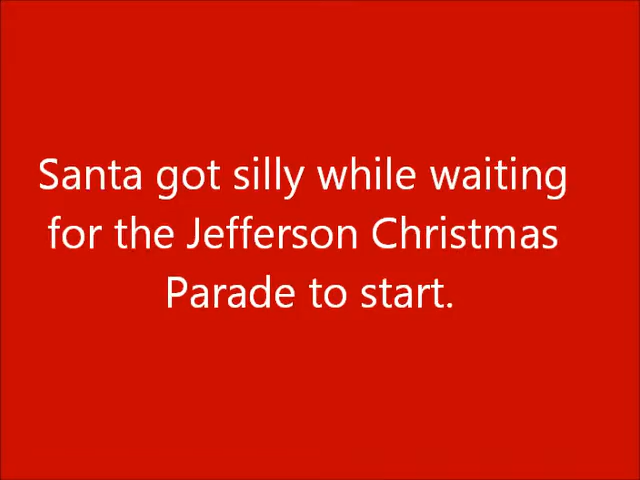 Santa got silly while waiting
for the Jefferson Christmas
Parade to start.